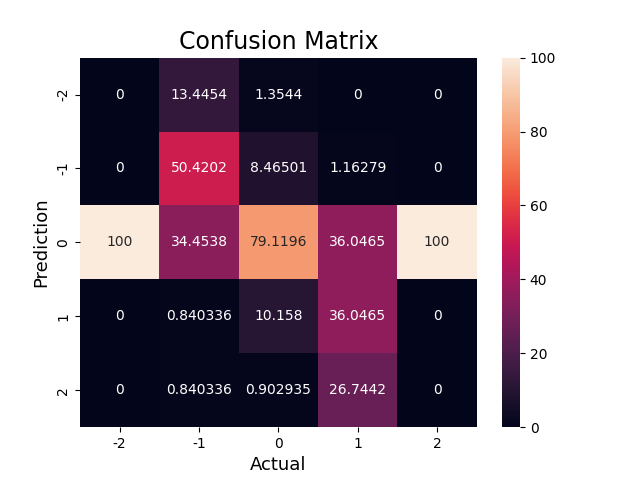 Confusion Matrix
-2 0 13.4454 1.3544 0 0
-1 0 50.4202 8.46501 1.16279 0
0 100 34.4538 79.1196 36.0465 100
1 0 0.840336 10.158 36.0465 0
2 0 0.840336 0.902935 26.7442 0
-2 -1 0 1 2
Actual
Prediction
100
80
60
40
20
0